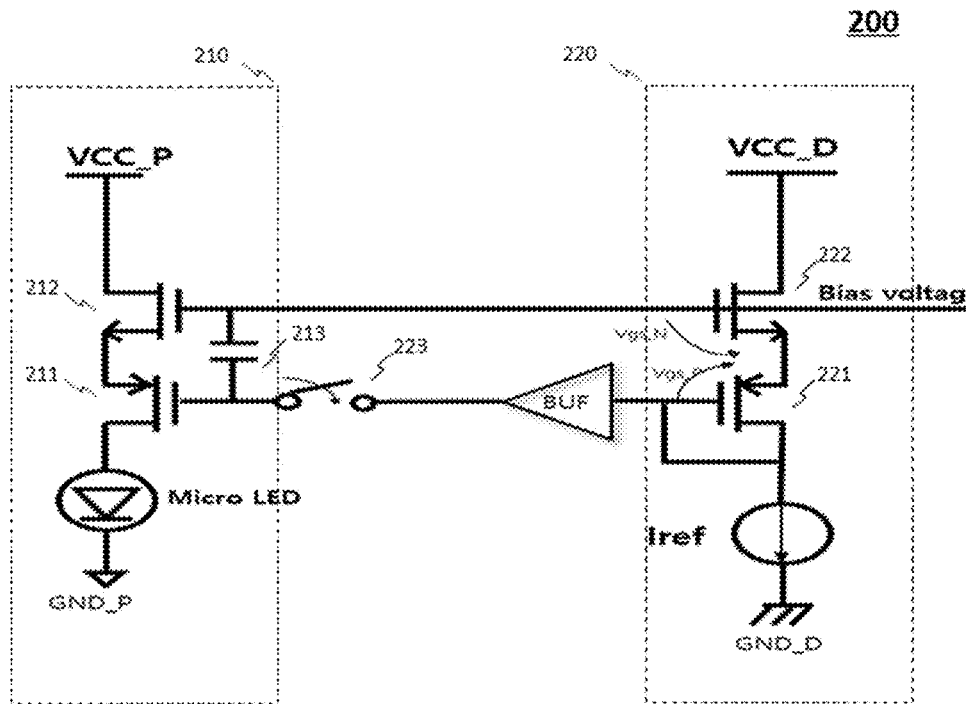 200
210
220
VCC_P
VCC_D
212
222
Bias voltag
213
223
Vgs_N
211
221
BUF
Micro LED
Iref
GND_P
GND_D